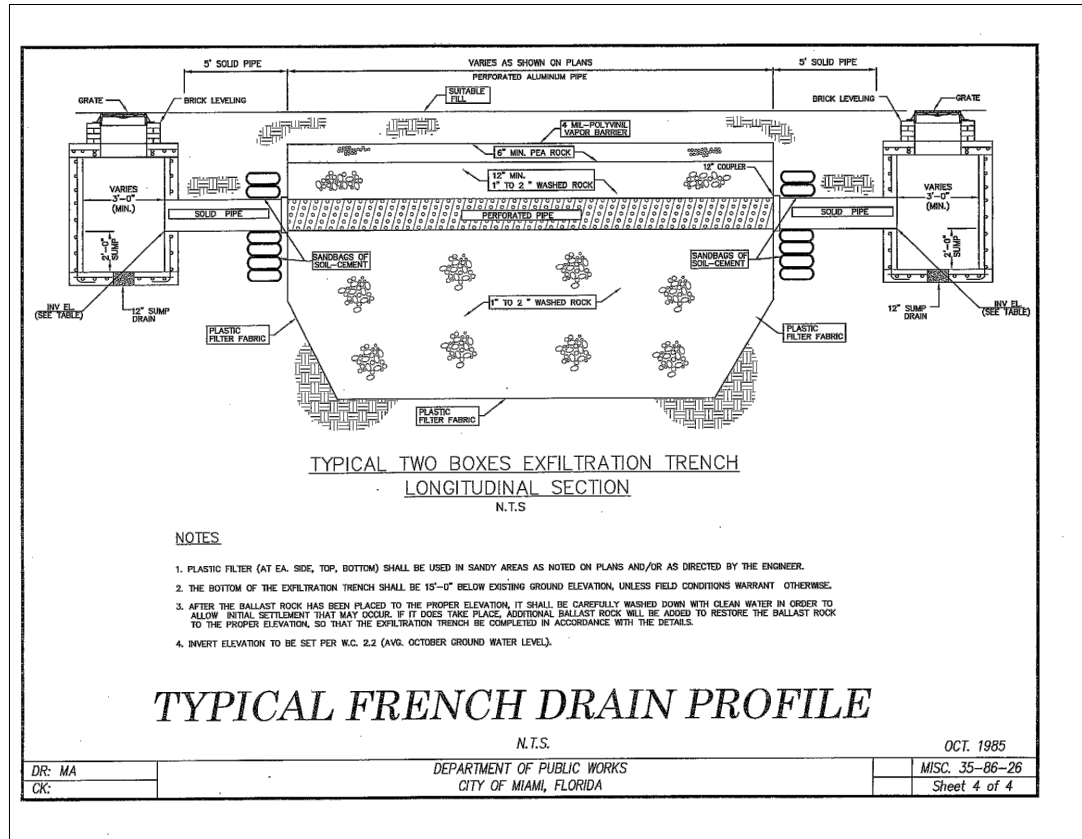 5' SOLID PIPE
VARIES AS SHOWN ON PLANS
5' SOLID PIPE
PERFORATED ALUMINUM PIPE
SUITABLE
FILL
GRATE
BRICK LEVELING
BRICK LEVELING
GRATE
4 MIL-POLYVINIL
VAPOR BARRIER
6" MIN. PEA ROCK
12" COUPLER
12" MIN.
1" TO 2 " WASHED ROCK
VARIES
3'-0"
(MIN.)
VARIES
3'-0"
(MIN.)
SOLID PIPE
PERFORATED PIPE
SOLID PIPE
2'-0"
SUMP
2'-0"
SUMP
SANDBAGS OF
SOIL-CEMENT
SANDBAGS OF
SOIL-CEMENT
1" TO 2 " WASHED ROCK
INV EL.
(SEE TABLE)
12" SUMP
DRAIN
12" SUMP
DRAIN
INV EL.
(SEE TABLE)
PLASTIC
FILTER FABRIC
PLASTIC
FILTER FABRIC
PLASTIC
FILTER FABRIC
TYPICAL TWO BOXES EXFILTRATION TRENCH
LONGITUDINAL SECTION
N.T.S
NOTES
1. PLASTIC FILTER (AT EA. SIDE, TOP, BOTTOM) SHALL BE USED IN SANDY AREAS AS NOTED ON PLANS AND/OR AS DIRECTED BY THE ENGINEER.
2. THE BOTTOM OF THE EXFILTRATION TRENCH SHALL BE 15'-0" BELOW EXISTING GROUND ELEVATION, UNLESS FIELD CONDITIONS WARRANT OTHERWISE.
3. AFTER THE BALLAST ROCK HAS BEEN PLACED TO THE PROPER ELEVATION, IT SHALL BE CAREFULLY WASHED DOWN WITH CLEAN WATER IN ORDER TO
ALLOW INITIAL SETTLEMENT THAT MAY OCCUR. IF IT DOES TAKE PLACE, ADDITIONAL BALLAST ROCK WILL BE ADDED TO RESTORE THE BALLAST ROCK
TO THE PROPER ELEVATION, SO THAT THE EXFILTRATION TRENCH BE COMPLETED IN ACCORDANCE WITH THE DETAILS.
4. INVERT ELEVATION TO BE SET PER W.C. 2.2 (AVG. OCTOBER GROUND WATER LEVEL).
TYPICAL FRENCH DRAIN PROFILE
N.T.S.
OCT. 1985
DR: MA
CK:
DEPARTMENT OF PUBLIC WORKS
CITY OF MIAMI, FLORIDA
MISC. 35-86-26
Sheet 4 of 4